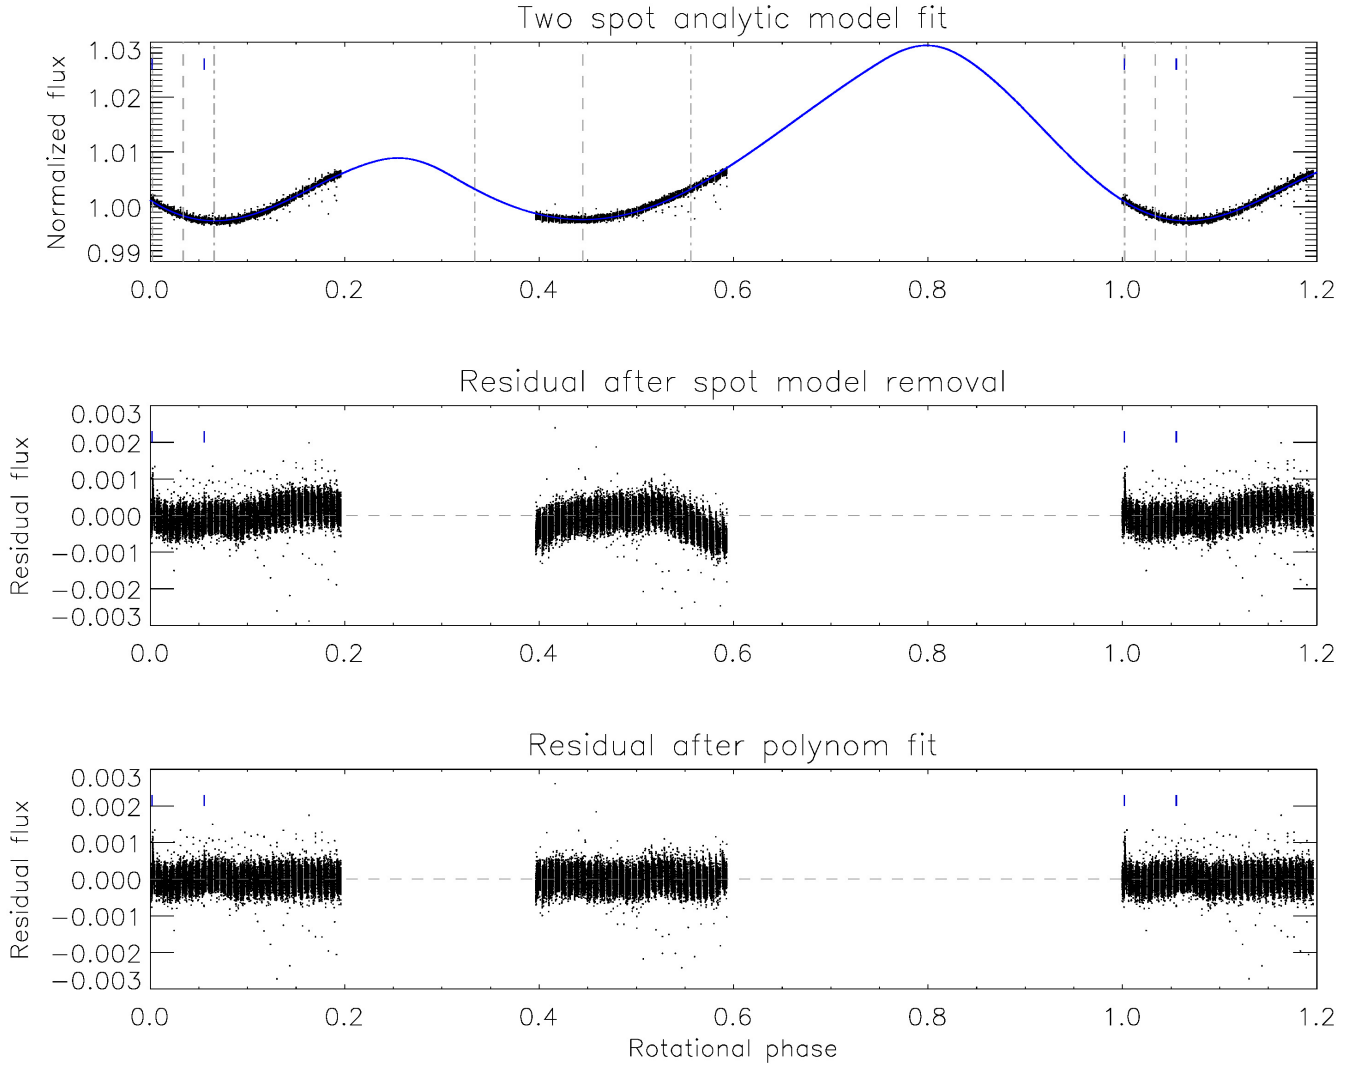 Two spot analytic model fit
Normalized flux
1.03
1.02
1.01
1.00
0.99
0.0 0.2 0.4 0.6 0.8 1.0 1.2
Residual after spot model removal
Residual flux
0.003
0.002
0.001
0.000
−0.001
−0.002
−0.003
0.0 0.2 0.4 0.6 0.8 1.0 1.2
Residual after polynom fit
Residual flux
0.003
0.002
0.001
0.000
−0.001
−0.002
−0.003
0.0 0.2 0.4 0.6 0.8 1.0 1.2
Rotational phase